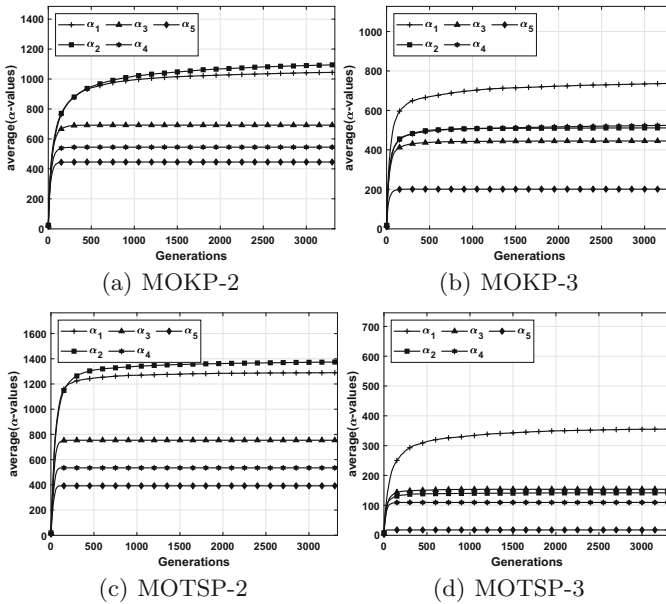 1400
1200
1000
800
600
400
200
0
average(α-values)
α1 α3 α5
α2 α4
0 500 1000 1500 2000 2500 3000
Generations
(a) MOKP-2
1000
800
600
400
200
0
average(α-values)
α1 α3 α5
α2 α4
0 500 1000 1500 2000 2500 3000
Generations
(b) MOKP-3
1600
1400
1200
1000
800
600
400
200
0
average(α-values)
α1 α3 α5
α2 α4
0 500 1000 1500 2000 2500 3000
Generations
(c) MOTSP-2
700
600
500
400
300
200
100
0
average(α-values)
α1 α3 α5
α2 α4
0 500 1000 1500 2000 2500 3000
Generations
(d) MOTSP-3